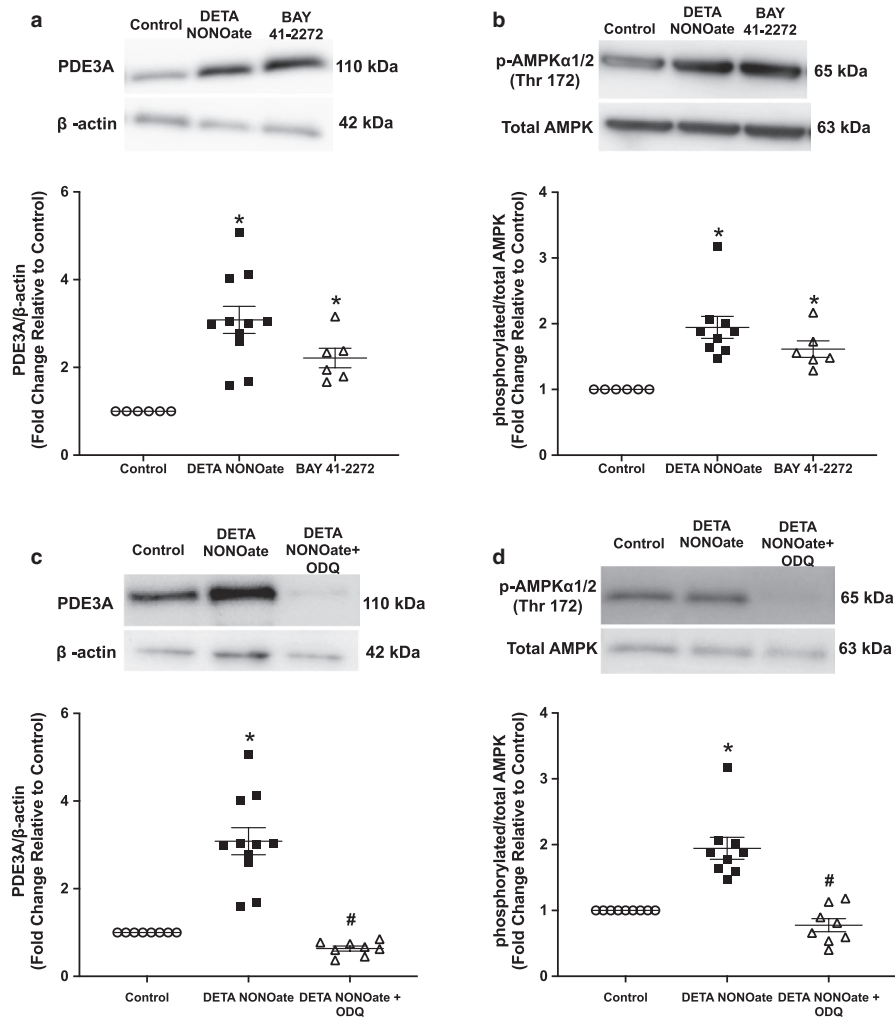 a
Control
DETA
NONOate
BAY
41-2272
PDE3A
110 kDa
β -actin
42 kDa
PDE3A/β-actin
(Fold Change Relative to Control)
6
4
2
0
*
*
Control
DETA NONOate
BAY 41-2272
b
Control
DETA
NONOate
BAY
41-2272
p-AMPKα1/2
(Thr 172)
65 kDa
Total AMPK
63 kDa
phosphorylated/total AMPK
(Fold Change Relative to Control)
4
3
2
1
0
*
*
Control
DETA NONOate
BAY 41-2272
c
Control
DETA
NONOate
DETA
NONOate+
ODQ
PDE3A
110 kDa
β -actin
42 kDa
PDE3A/β-actin
(Fold Change Relative to Control)
6
4
2
0
*
#
Control
DETA NONOate
DETA NONOate +
ODQ
d
Control
DETA
NONOate
DETA
NONOate+
ODQ
p-AMPKα1/2
(Thr 172)
65 kDa
Total AMPK
63 kDa
phosphorylated/total AMPK
(Fold Change Relative to Control)
4
3
2
1
0
*
#
Control
DETA NONOate
DETA NONOate +
ODQ